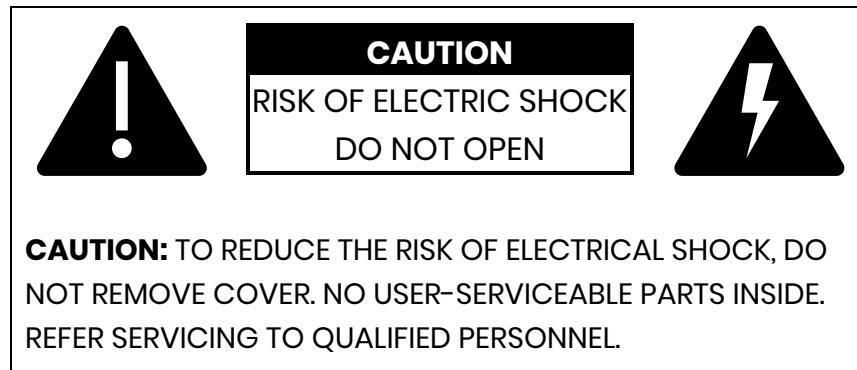 CAUTION
RISK OF ELECTRIC SHOCK
DO NOT OPEN
CAUTION: TO REDUCE THE RISK OF ELECTRICAL SHOCK, DO
NOT REMOVE COVER. NO USER-SERVICEABLE PARTS INSIDE.
REFER SERVICING TO QUALIFIED PERSONNEL.